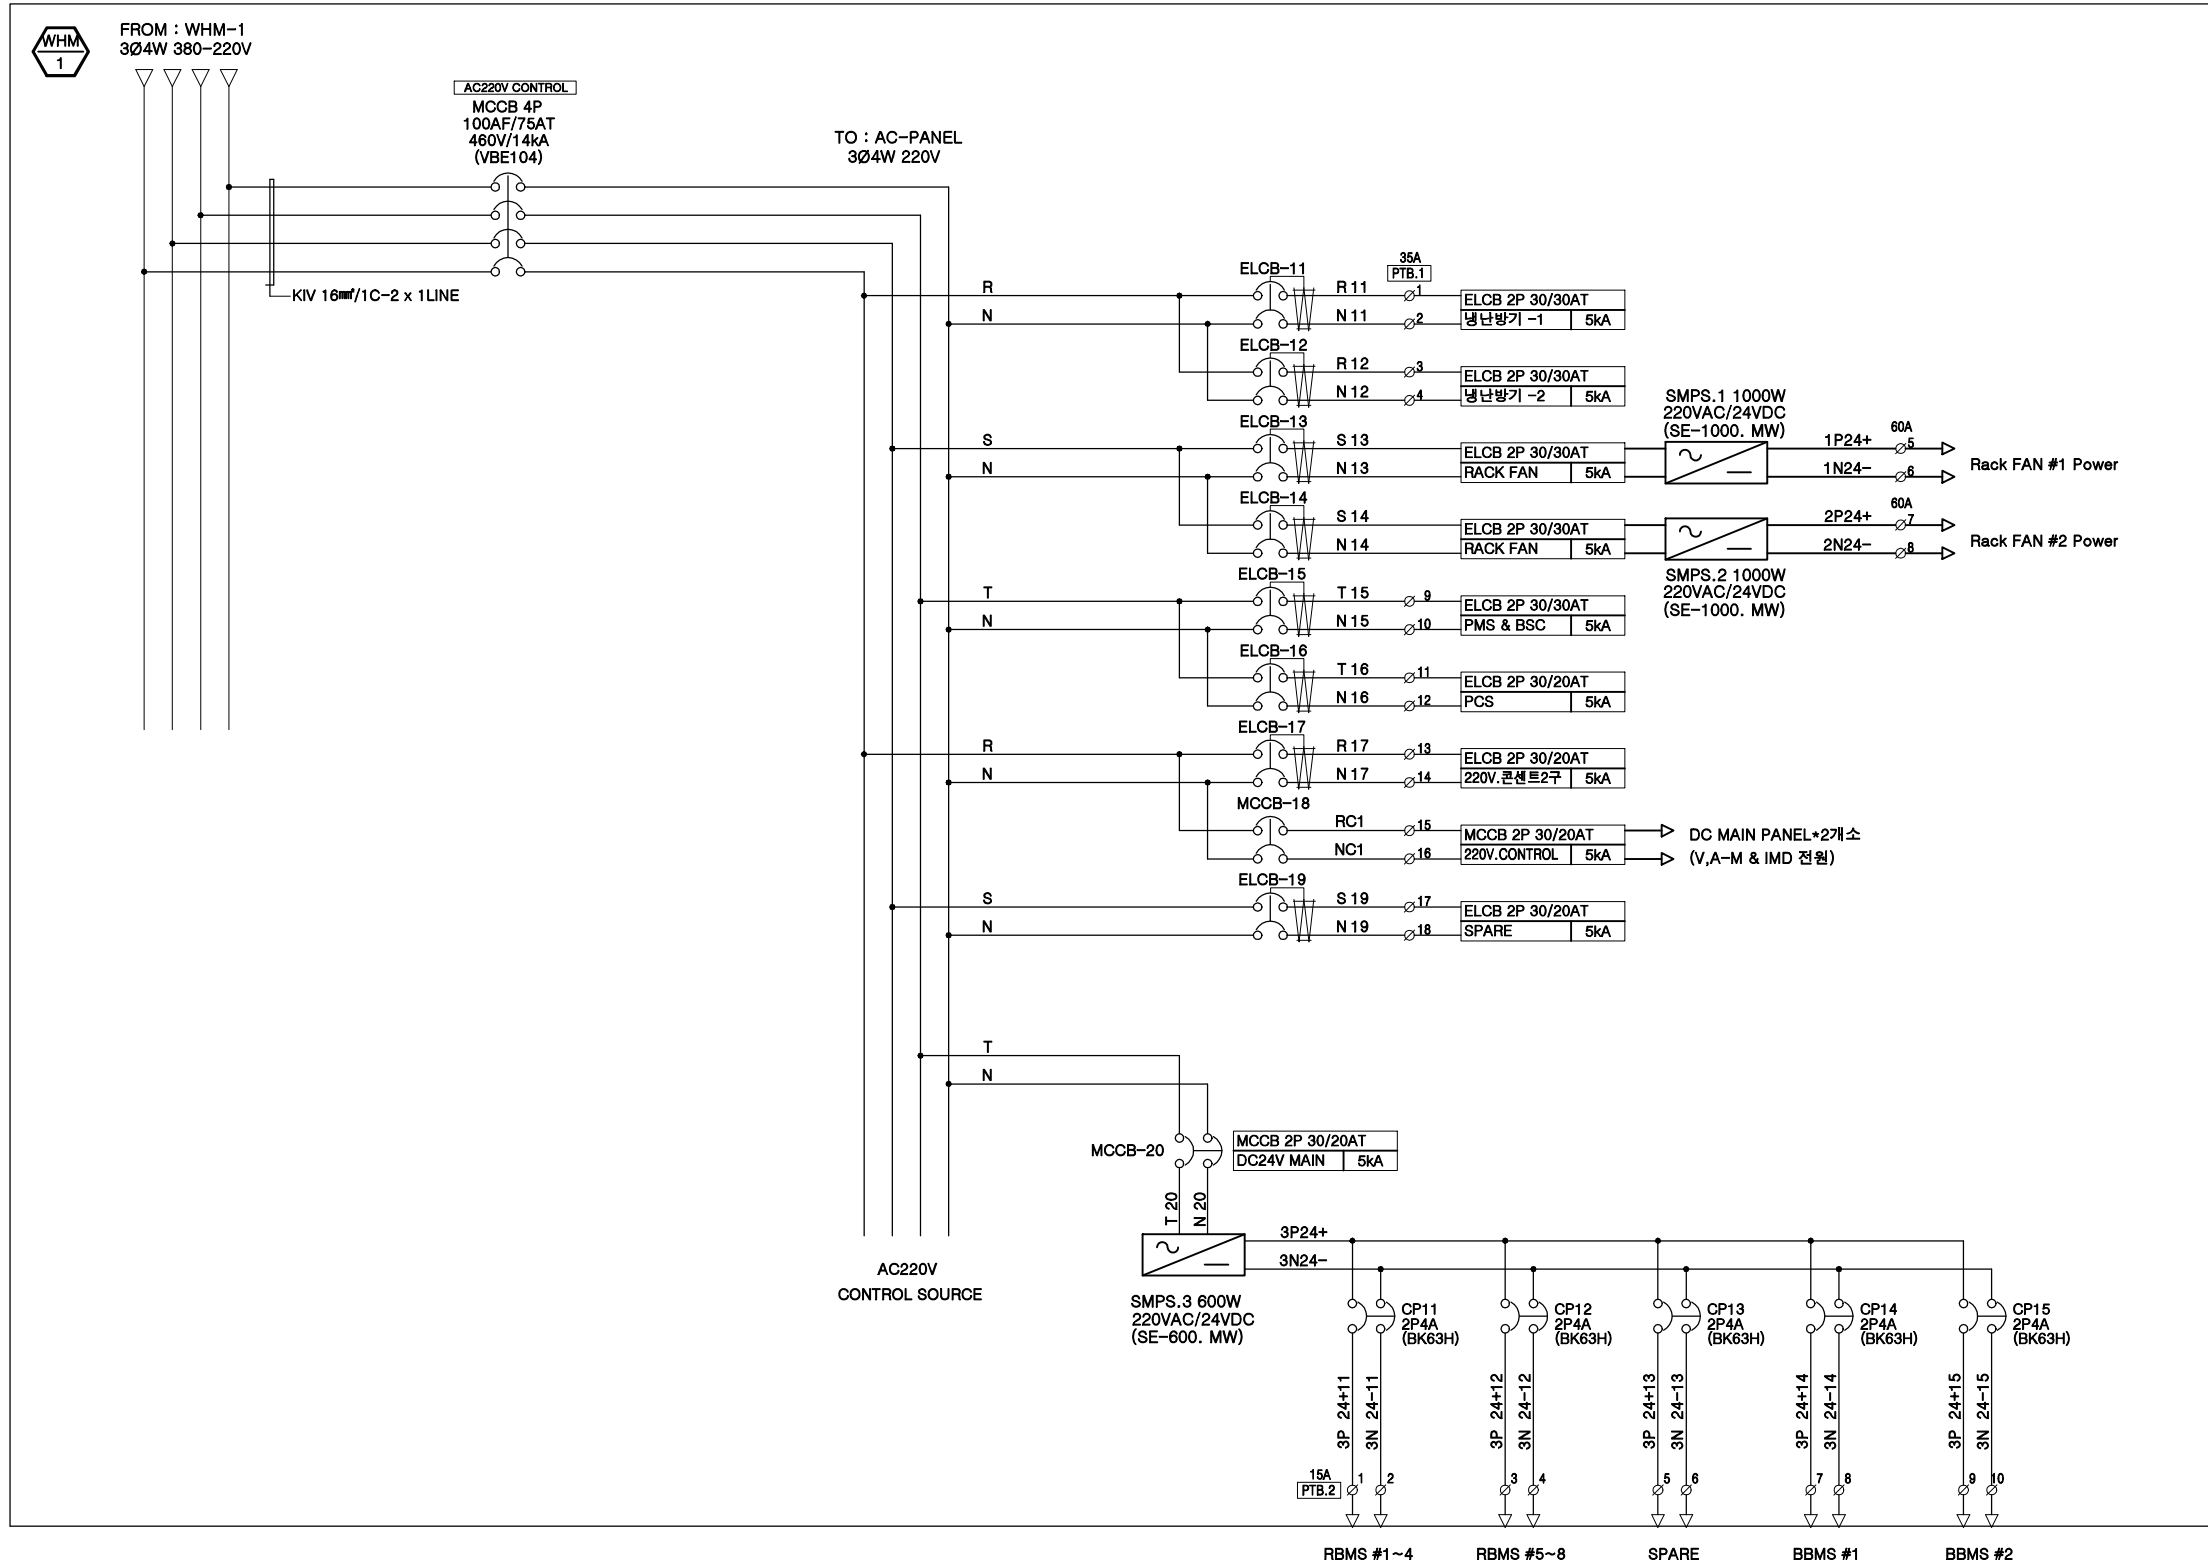 WHM
1
FROM : WHM-1
3Ø4W 380-220V
AC220V CONTROL
MCCB 4P
100AF/75AT
460V/14kA
(VBE104)
KIV 16㎟/1C-2 x 1LINE
TO : AC-PANEL
3Ø4W 220V
35A
PTB.1
ELCB-11
R
R 11
1
ELCB 2P 30/30AT
N
N 11
2
냉난방기 -1
5kA
ELCB-12
R 12
3
ELCB 2P 30/30AT
N 12
4
냉난방기 -2
5kA
ELCB-13
S
S 13
ELCB 2P 30/30AT
N
N 13
RACK FAN
5kA
SMPS.1 1000W
220VAC/24VDC
(SE-1000. MW)
60A
1P24+
5
1N24-
6
Rack FAN #1 Power
ELCB-14
S 14
ELCB 2P 30/30AT
N 14
RACK FAN
5kA
60A
2P24+
7
2N24-
8
Rack FAN #2 Power
SMPS.2 1000W
220VAC/24VDC
(SE-1000. MW)
ELCB-15
T
T 15
9
ELCB 2P 30/30AT
N
N 15
10
PMS & BSC
5kA
ELCB-16
T 16
11
ELCB 2P 30/20AT
N 16
12
PCS
5kA
ELCB-17
R
R 17
13
ELCB 2P 30/20AT
N
N 17
14
220V.콘센트2구
5kA
MCCB-18
RC1
15
MCCB 2P 30/20AT
NC1
16
220V.CONTROL
5kA
DC MAIN PANEL*2개소
(V,A-M & IMD 전원)
ELCB-19
S
S 19
17
ELCB 2P 30/20AT
N
N 19
18
SPARE
5kA
T
N
MCCB-20
MCCB 2P 30/20AT
DC24V MAIN
5kA
T 20
N 20
AC220V
CONTROL SOURCE
3P24+
3N24-
SMPS.3 600W
220VAC/24VDC
(SE-600. MW)
CP11
2P4A
(BK63H)
CP12
2P4A
(BK63H)
CP13
2P4A
(BK63H)
CP14
2P4A
(BK63H)
CP15
2P4A
(BK63H)
3P 24+11
3N 24-11
3P 24+12
3N 24-12
3P 24+13
3N 24-13
3P 24+14
3N 24-14
3P 24+15
3N 24-15
15A
PTB.2
1
2
3
4
5
6
7
8
9
10
RBMS #1~4
RBMS #5~8
SPARE
BBMS #1
BBMS #2